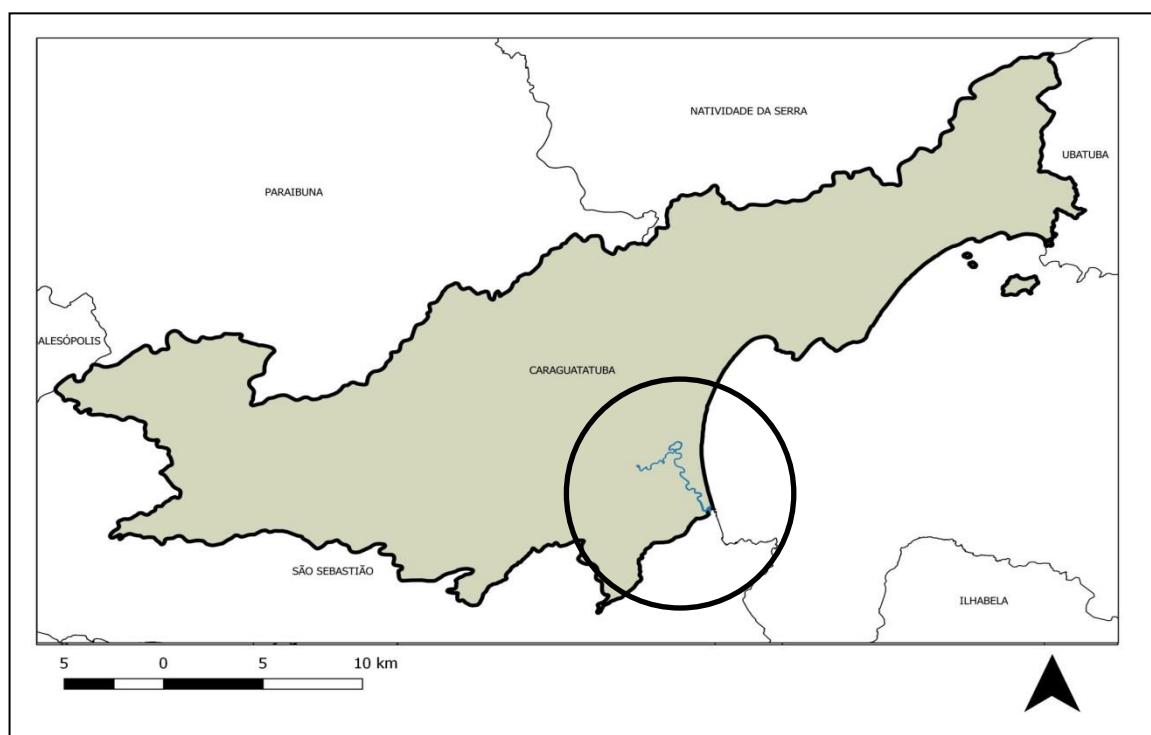 NATIVIDADE DA SERRA
UBATUBA
PARAIBUNA
ALESÓPOLIS
CARAGUATATUBA
SÃO SEBASTIÃO
ILHABELA
5 0 5 10 km